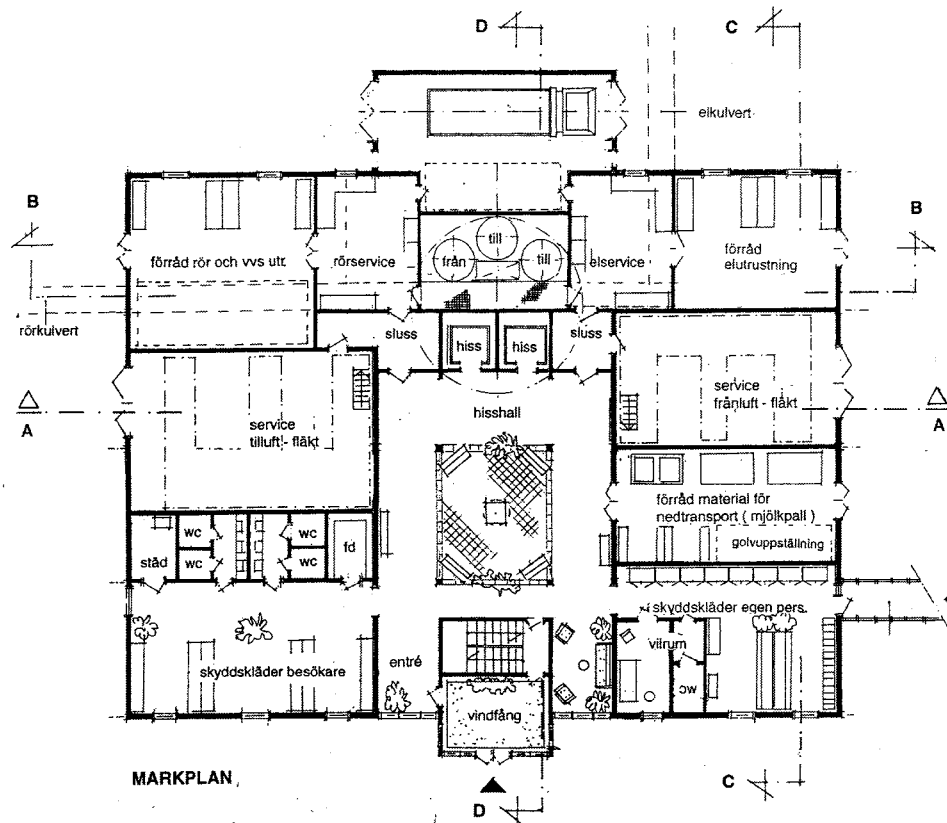 D
C
elkulvert
B
B
till
från
till
förråd rör och vvs utr.
rörservice
elservice
förråd
elutrustning
rörkulvert
sluss
hiss
hiss
sluss
service
tilluft - fläkt
hisshall
service
frånluft - fläkt
A
A
förråd material för
nedtransport ( mjölkpall )
golvuppställning
städ
wc
wc
wc
wc
fd
skyddskläder egen pers.
vilrum
wc
skyddskläder besökare
entré
vindfång
MARKPLAN
D
C